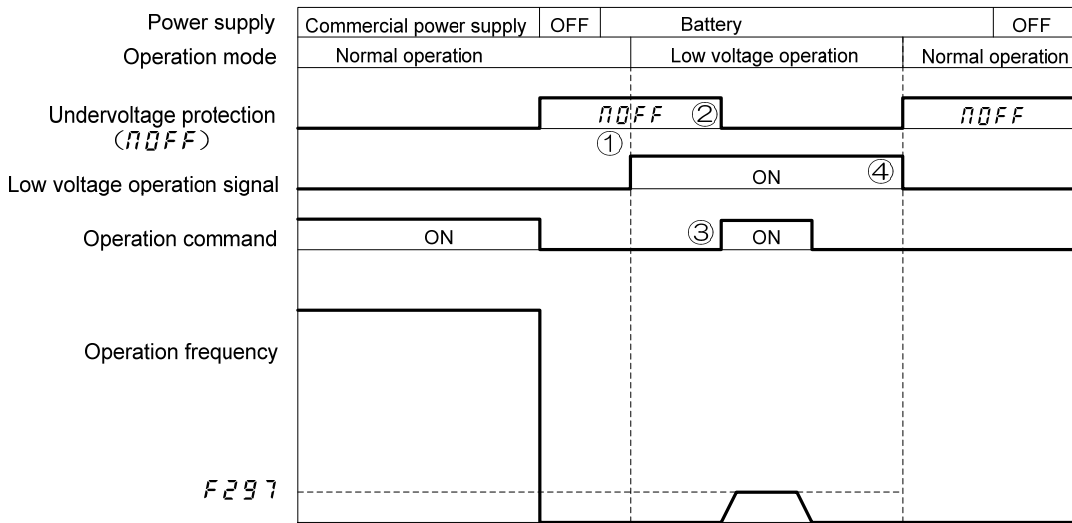 Power supply Commercial power supply OFF Battery OFF
Operation mode Normal operation Low voltage operation Normal operation
Undervoltage protection
(MOFF) MOFF ② MOFF
①
Low voltage operation signal ON ④
Operation command ON ③ ON
Operation frequency
F297